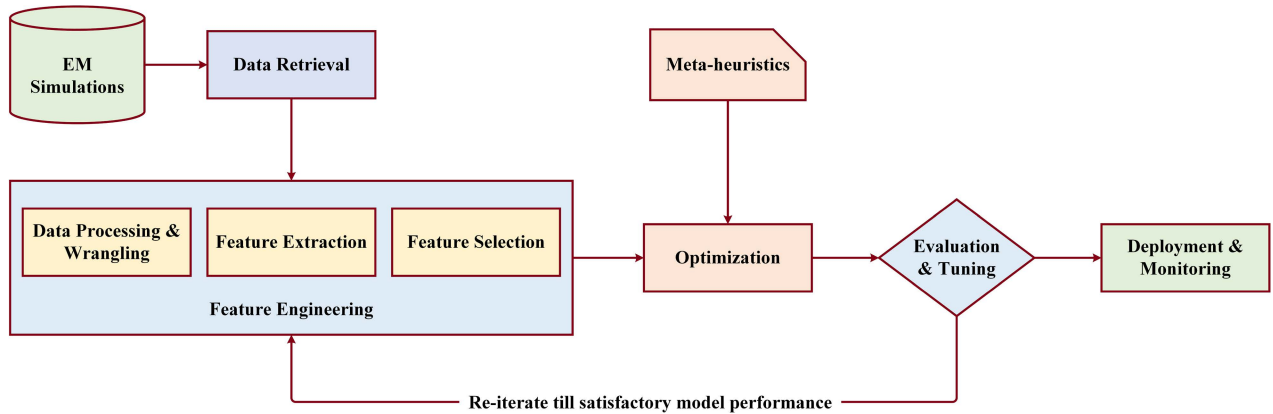 EM
Simulations
Data Retrieval
Meta-heuristics
Data Processing &
Wrangling
Feature Extraction
Feature Selection
Feature Engineering
Optimization
Evaluation
& Tuning
Deployment &
Monitoring
Re-iterate till satisfactory model performance